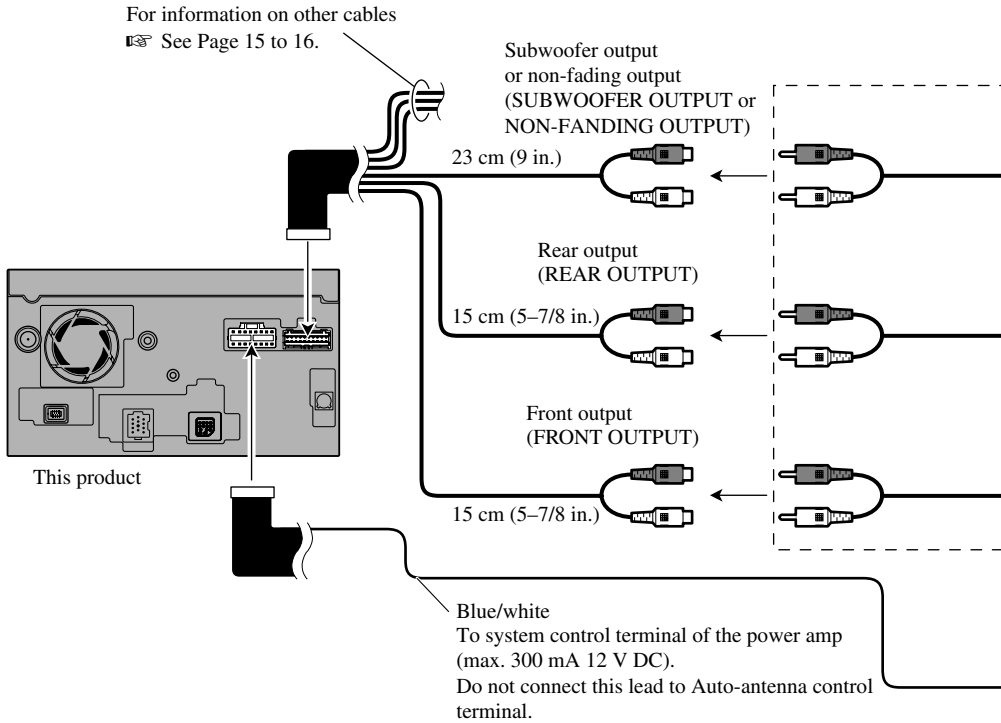 For information on other cables
☞ See Page 15 to 16.
Subwoofer output
or non-fading output
(SUBWOOFER OUTPUT or
NON-FANDING OUTPUT)
23 cm (9 in.)
Rear output
(REAR OUTPUT)
15 cm (5–7/8 in.)
Front output
(FRONT OUTPUT)
This product
15 cm (5–7/8 in.)
Blue/white
To system control terminal of the power amp
(max. 300 mA 12 V DC).
Do not connect this lead to Auto-antenna control
terminal.